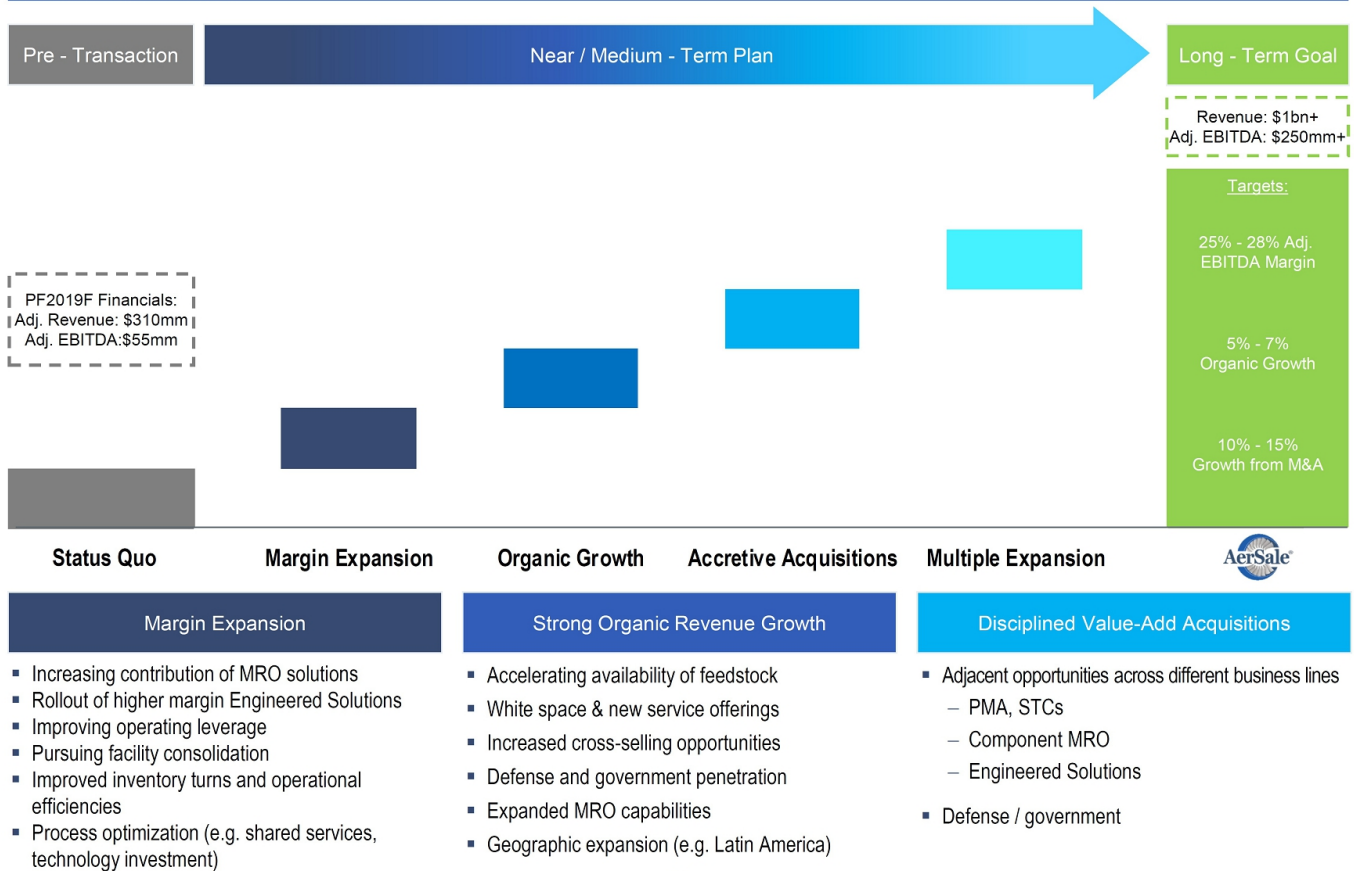 Pre - Transaction
Near / Medium - Term Plan
Long - Term Goal
Revenue: $1bn+
Adj. EBITDA: $250mm+
Targets:
25% - 28% Adj.
EBITDA Margin
5% - 7%
Organic Growth
10% - 15%
Growth from M&A
PF2019F Financials:
Adj. Revenue: $310mm
Adj. EBITDA:$55mm
Status Quo
Margin Expansion
Organic Growth
Accretive Acquisitions
Multiple Expansion
AerSale®
Margin Expansion
▪ Increasing contribution of MRO solutions
▪ Rollout of higher margin Engineered Solutions
▪ Improving operating leverage
▪ Pursuing facility consolidation
▪ Improved inventory turns and operational
efficiencies
▪ Process optimization (e.g. shared services,
technology investment)
Strong Organic Revenue Growth
▪ Accelerating availability of feedstock
▪ White space & new service offerings
▪ Increased cross-selling opportunities
▪ Defense and government penetration
▪ Expanded MRO capabilities
▪ Geographic expansion (e.g. Latin America)
Disciplined Value-Add Acquisitions
▪ Adjacent opportunities across different business lines
– PMA, STCs
– Component MRO
– Engineered Solutions
▪ Defense / government